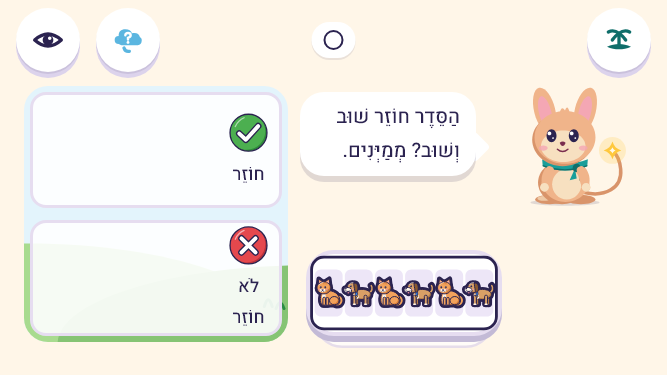 הַסֵּדֶר חוֹזֵר שׁוּב
וְשׁוּב? מְמַיְּנִים.
חוֹזֵר
לֹא
חוֹזֵר